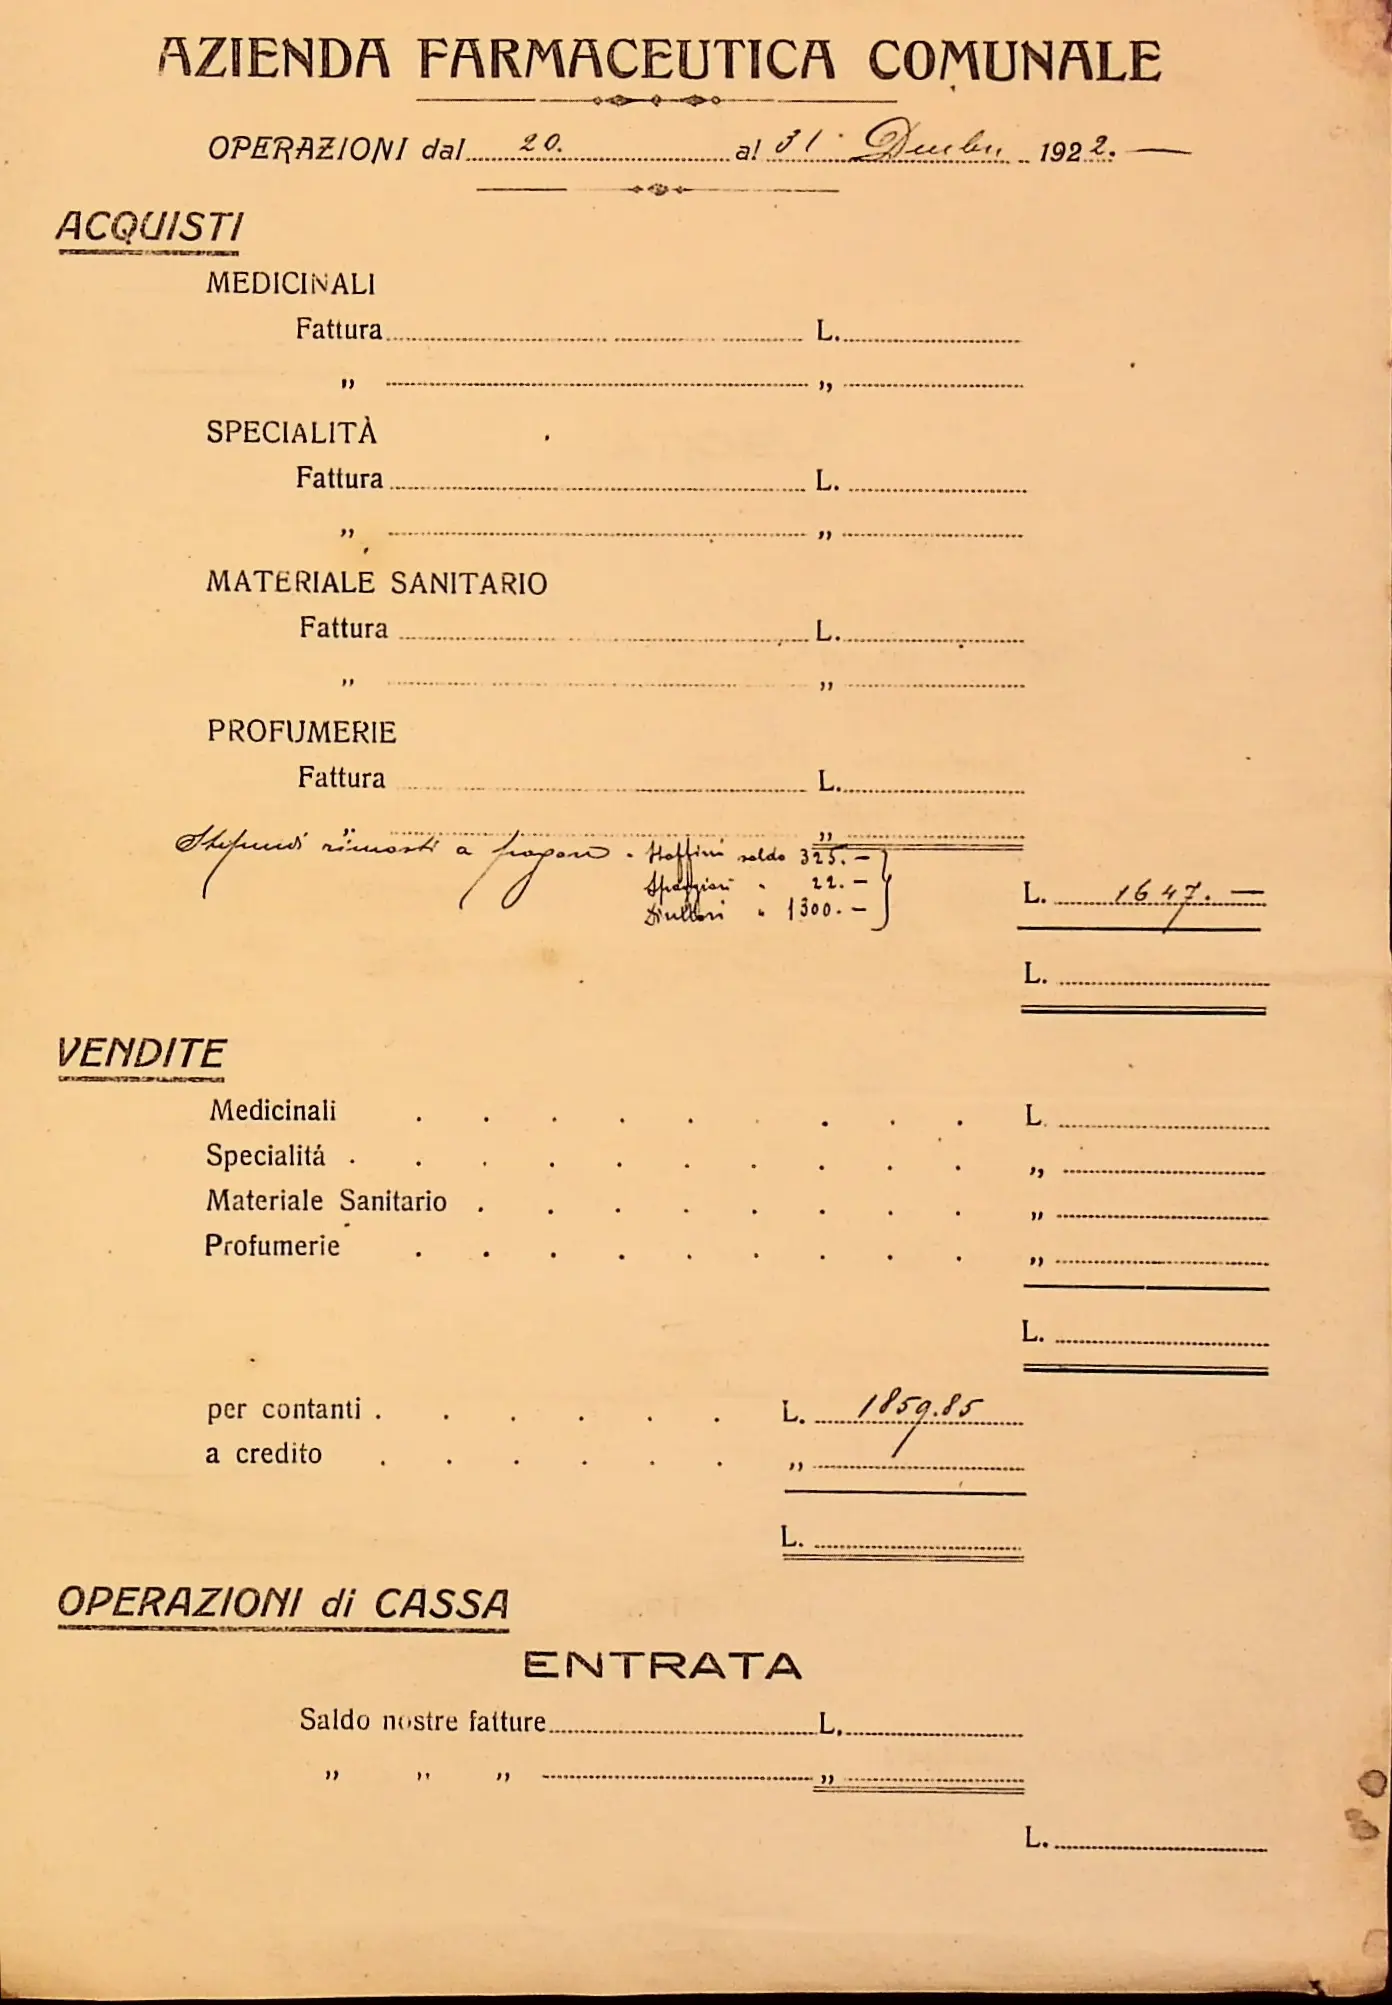 AZIENDA FARMACEUTICA COMUNALE
OPERAZIONI dal 20. al 31 Dicembre 1922. —
ACQUISTI
MEDICINALI
Fattura L.
„ „
SPECIALITÀ
Fattura L.
„ „
MATERIALE SANITARIO
Fattura L.
„ „
PROFUMERIE
Fattura L.
„ „
Stipendi rimasti a pagare . Staffini saldo 325. —
" 22. —
" 1300. —
L. 1647. —
L.
VENDITE
Medicinali . . . . . . . . . L.
Specialitá . . . . . . . . . . „
Materiale Sanitario . . . . . . . . „
Profumerie . . . . . . . . . „
L.
per contanti . . . . . . L. 1859.85
a credito . . . . . . „
L.
OPERAZIONI di CASSA
ENTRATA
Saldo nostre fatture L.
„ „ „ „
L.